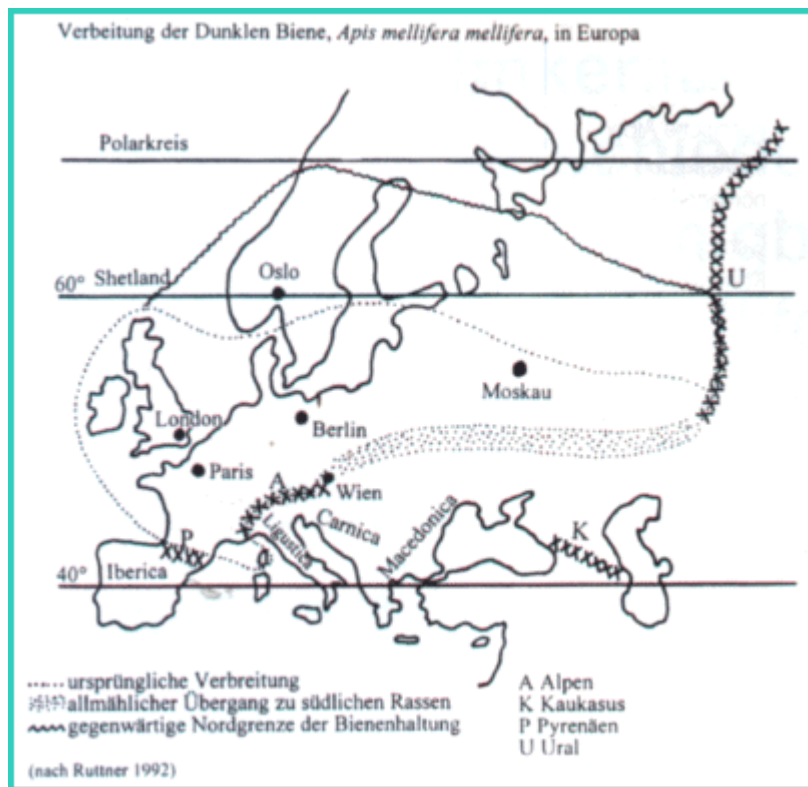 Verbeitung der Dunklen Biene, Apis mellifera mellifera, in Europa
Polarkreis
60° Shetland
Oslo
U
Moskau
London
Berlin
Paris
A
Wien
Ligustica
Carnica
Macedonica
P
K
Iberica
40°
ursprüngliche Verbreitung
allmählicher Übergang zu südlichen Rassen
gegenwärtige Nordgrenze der Bienenhaltung
A Alpen
K Kaukasus
P Pyrenäen
U Ural
(nach Ruttner 1992)